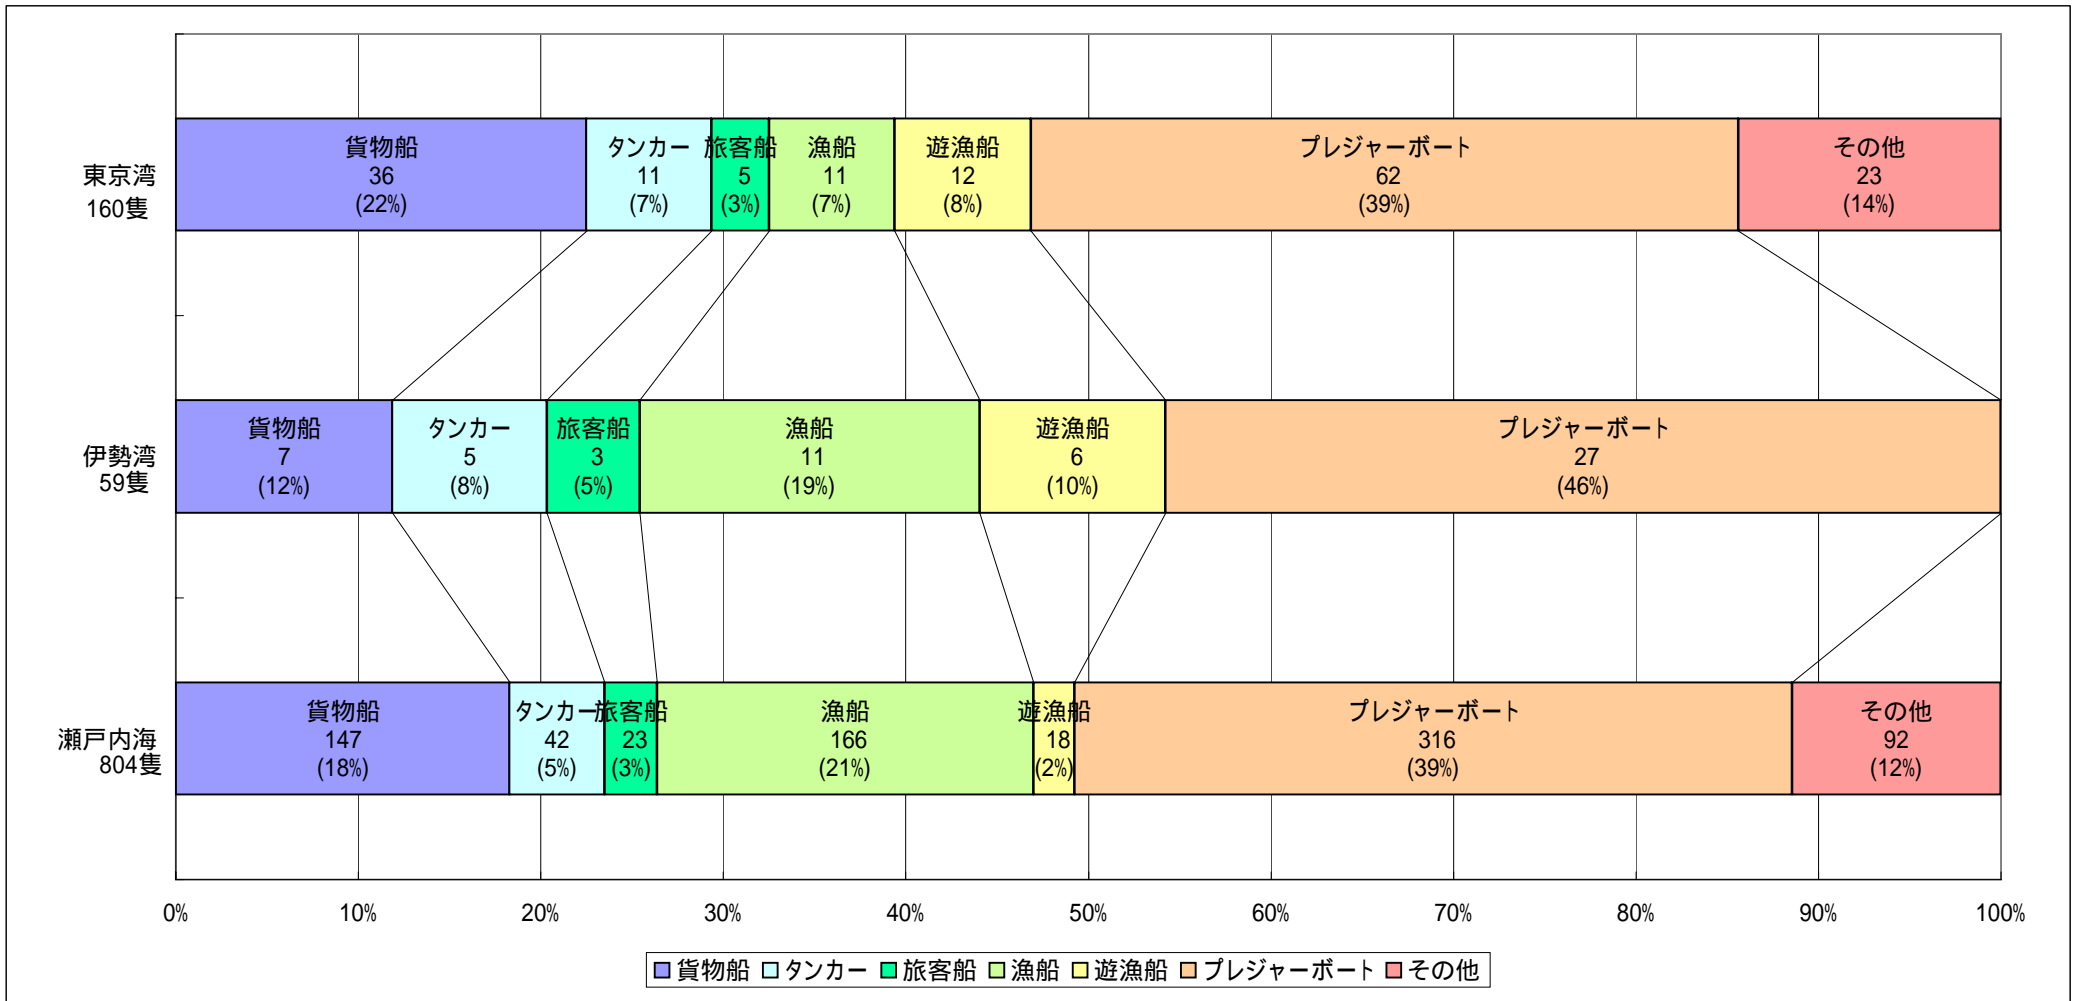 東京湾
160隻
貨物船
36
(22%)
タンカー
11
(7%)
旅客船
5
(3%)
漁船
11
(7%)
遊漁船
12
(8%)
プレジャーボート
62
(39%)
その他
23
(14%)
伊勢湾
59隻
貨物船
7
(12%)
タンカー
5
(8%)
旅客船
3
(5%)
漁船
11
(19%)
遊漁船
6
(10%)
プレジャーボート
27
(46%)
瀬戸内海
804隻
貨物船
147
(18%)
タンカー
42
(5%)
旅客船
23
(3%)
漁船
166
(21%)
遊漁船
18
(2%)
プレジャーボート
316
(39%)
その他
92
(12%)
0% 10% 20% 30% 40% 50% 60% 70% 80% 90% 100%
貨物船 タンカー 旅客船 漁船 遊漁船 プレジャーボート その他